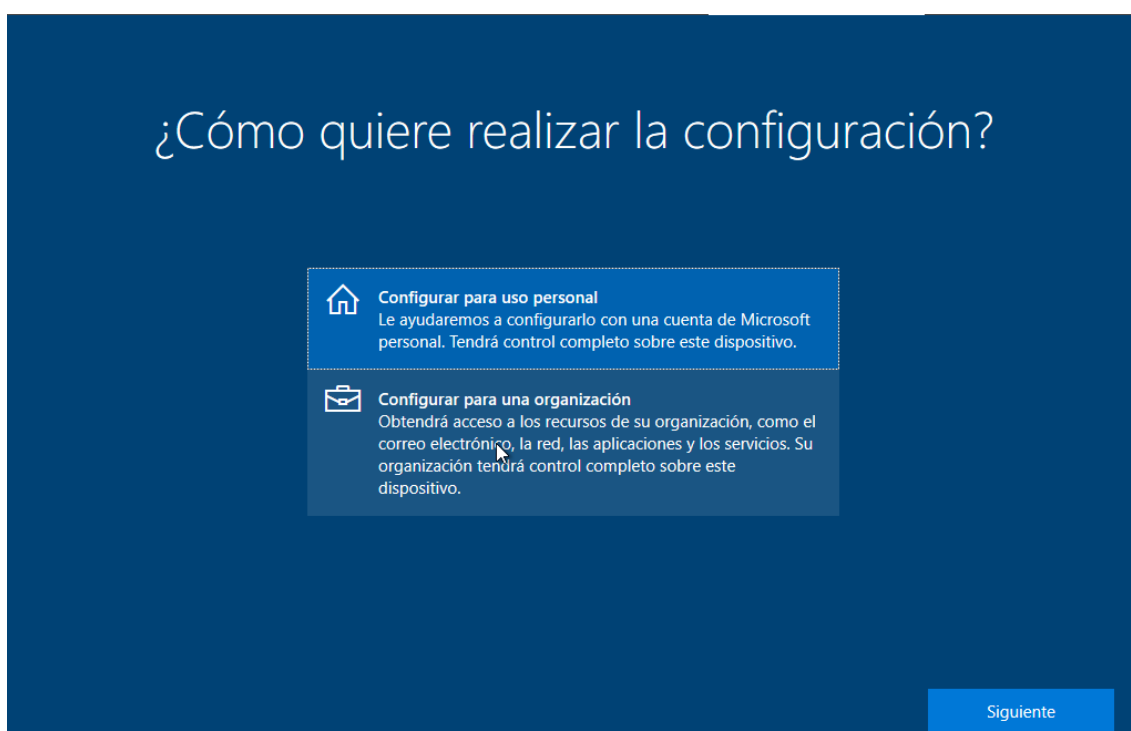 ¿Cómo quiere realizar la configuración?
Configurar para uso personal
Le ayudaremos a configurarlo con una cuenta de Microsoft
personal. Tendrá control completo sobre este dispositivo.
Configurar para una organización
Obtendrá acceso a los recursos de su organización, como el
correo electrónico, la red, las aplicaciones y los servicios. Su
organización tendrá control completo sobre este
dispositivo.
Siguiente